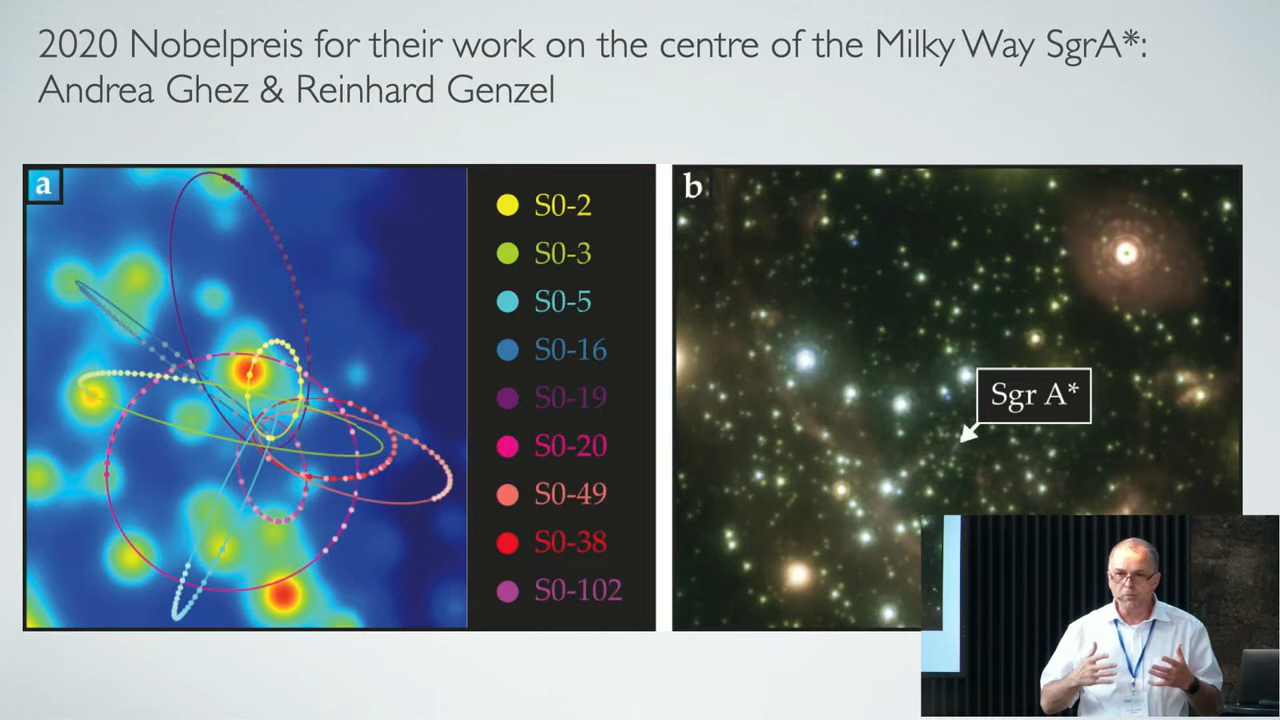 2020 Nobelpreis for their work on the centre of the Milky Way SgrA*:
Andrea Ghez & Reinhard Genzel
a
S0-2
S0-3
S0-5
S0-16
S0-19
S0-20
S0-49
S0-38
S0-102
b
Sgr A*